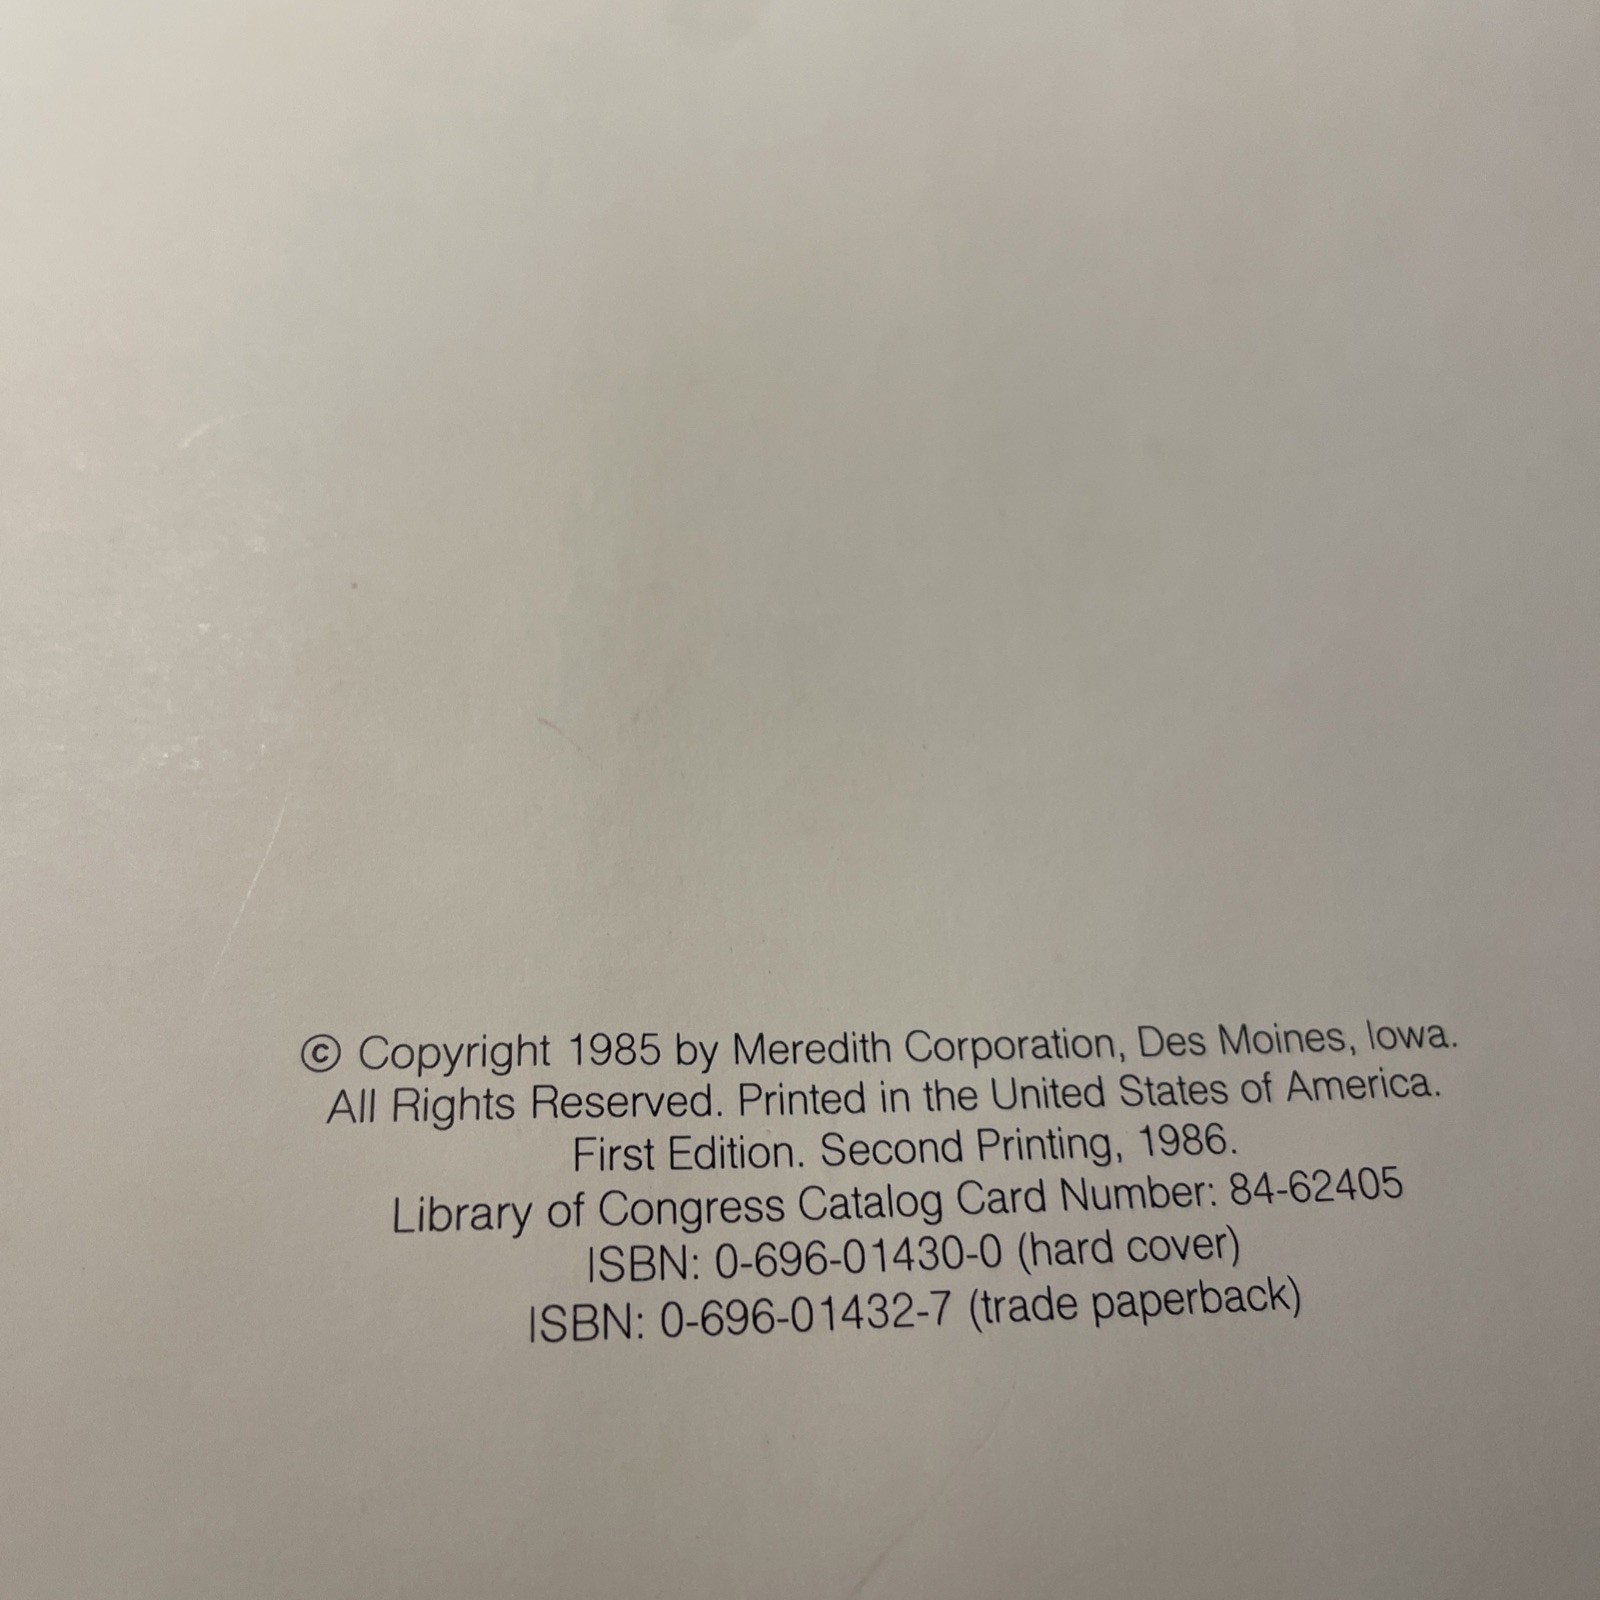 © Copyright 1985 by Meredith Corporation, Des Moines, Iowa.
All Rights Reserved. Printed in the United States of America.
First Edition. Second Printing, 1986.
Library of Congress Catalog Card Number: 84-62405
ISBN: 0-696-01430-0 (hard cover)
ISBN: 0-696-01432-7 (trade paperback)